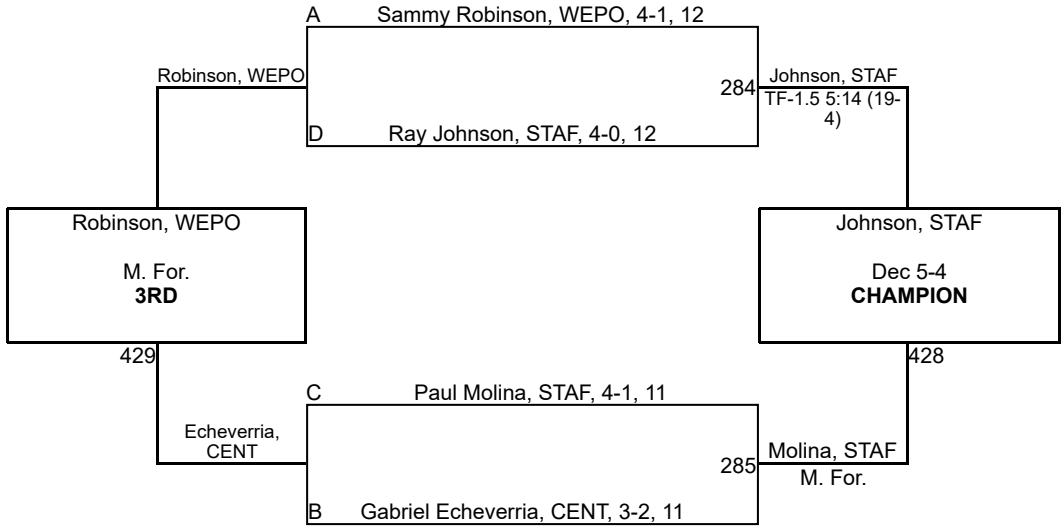 A Sammy Robinson, WEPO, 4-1, 12
Robinson, WEPO
284
Johnson, STAF
TF-1.5 5:14 (19-
4)
D Ray Johnson, STAF, 4-0, 12
Robinson, WEPO
M. For.
3RD
Johnson, STAF
Dec 5-4
CHAMPION
429
428
C Paul Molina, STAF, 4-1, 11
Echeverria,
CENT
285
Molina, STAF
M. For.
B Gabriel Echeverria, CENT, 3-2, 11